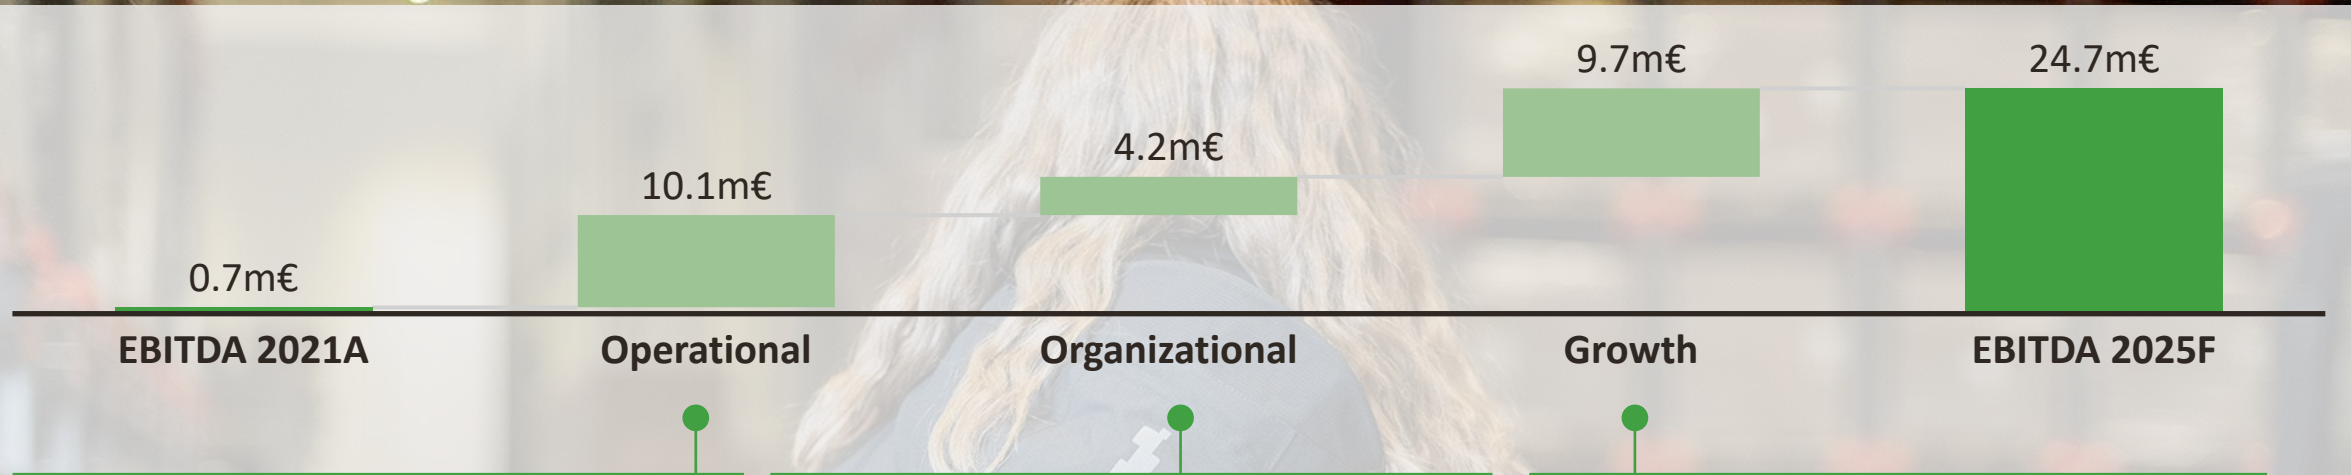 0.7m€
10.1m€
4.2m€
9.7m€
24.7m€
EBITDA 2021A
Operational
Organizational
Growth
EBITDA 2025F